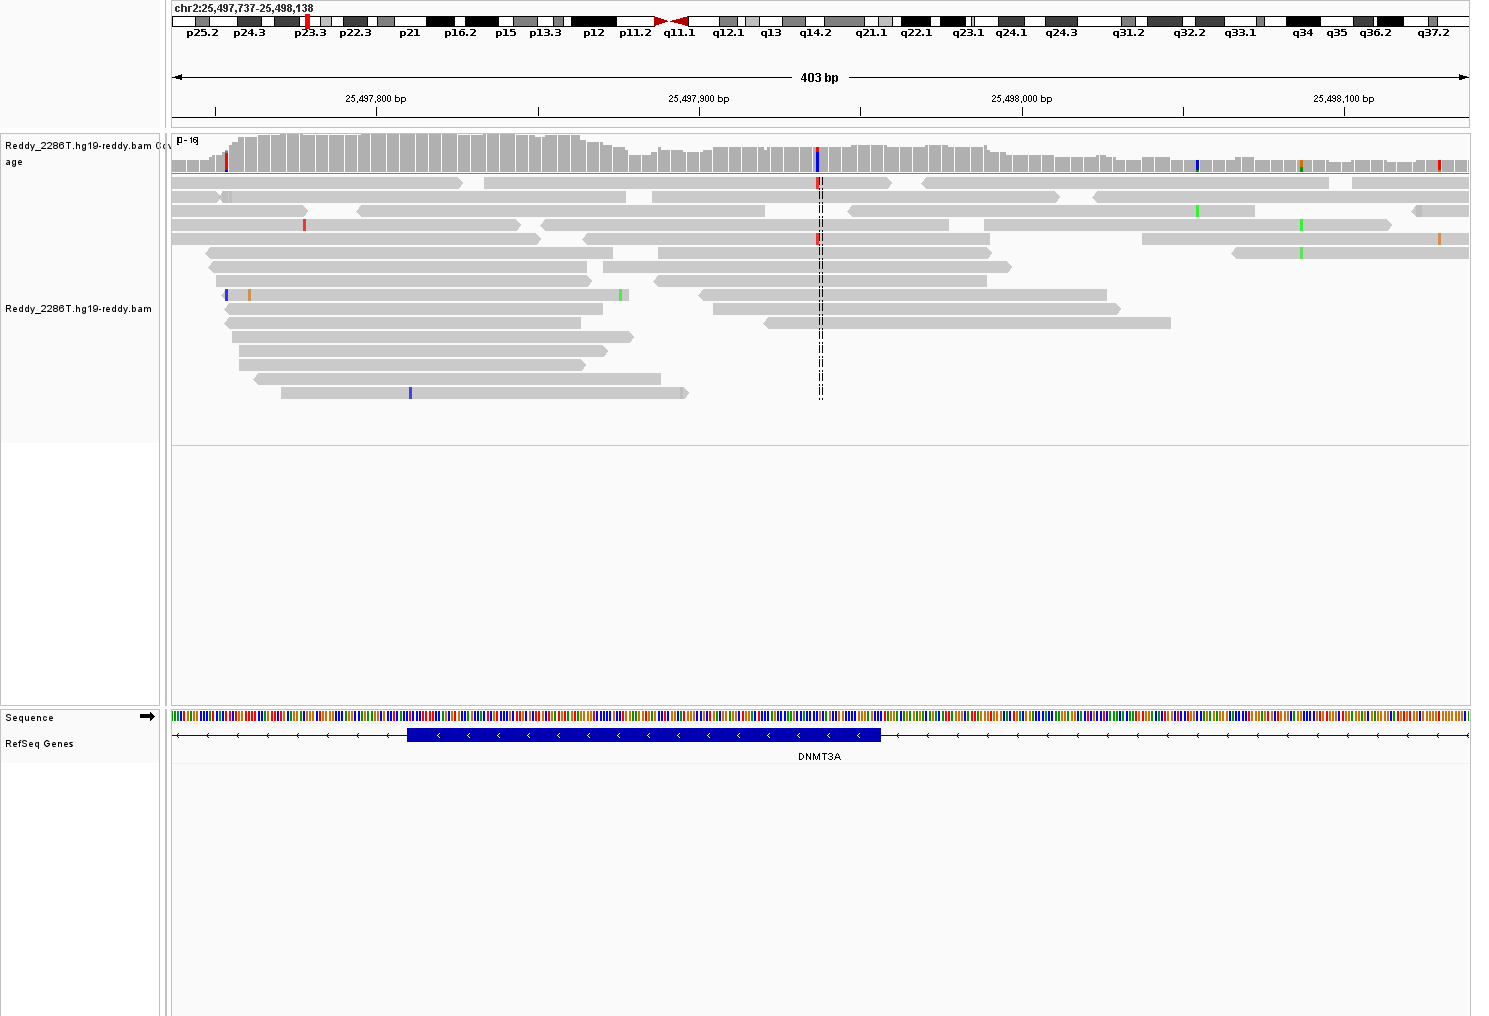 chr2:25,497,737-25,498,138
p25.2 p24.3 p23.3 p22.3 p21 p16.2 p15 p13.3 p12 p11.2 q11.1 q12.1 q13 q14.2 q21.1 q22.1 q23.1 q24.1 q24.3 q31.2 q32.2 q33.1 q34 q35 q36.2 q37.2
403 bp
25,497,800 bp 25,497,900 bp 25,498,000 bp 25,498,100 bp
Reddy_2286T.hg19-reddy.bam
age
[0 - 16]
Reddy_2286T.hg19-reddy.bam
Sequence
RefSeq Genes
DNMT3A